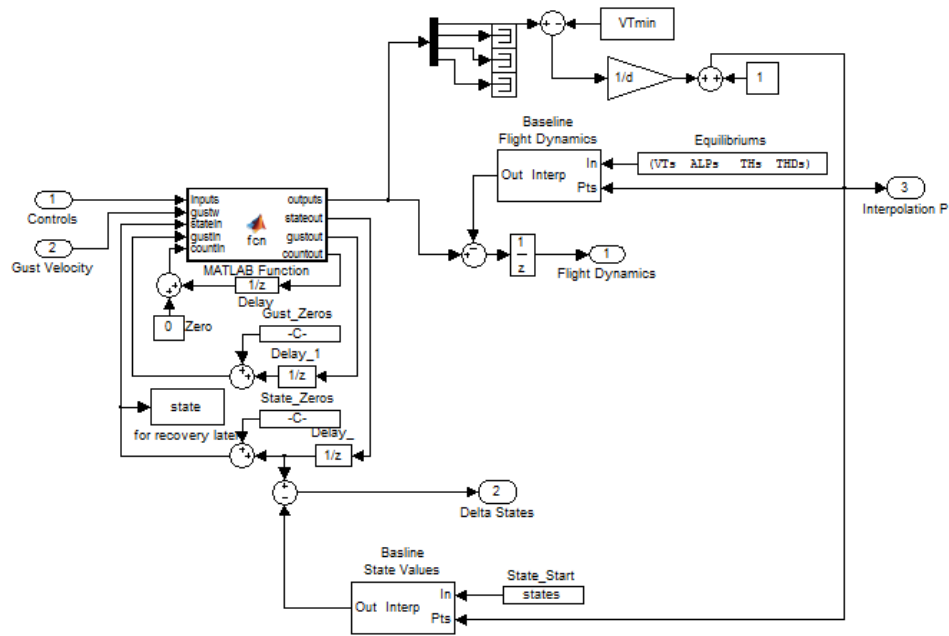 VTmin
+ -
1/d
+ +
1
Baseline
Flight Dynamics
Equilibriums
In
(VTs ALPs THs THDs)
Out Interp
Pts
3
Interpolation P
1
Controls
2
Gust Velocity
Inputs
gustw
stateIn
gustIn
countIn
outputs
stateout
gustout
countout
fcn
MATLAB Function
-
+
1
z
1
Flight Dynamics
1/z
Delay
+
+
0
Zero
Gust_Zeros
-C-
Delay_1
+
+
1/z
state
for recovery later
State_Zeros
-C-
Delay_
+
+
1/z
+
-
2
Delta States
Basline
State Values
State_Start
In
states
Out Interp
Pts